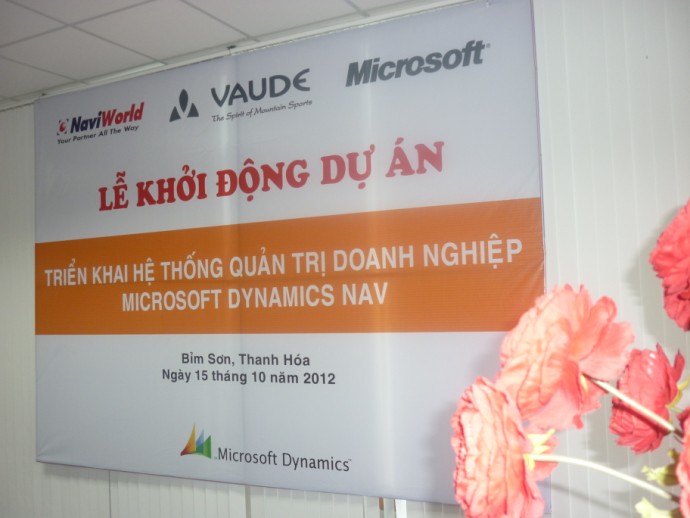 NaviWorld
Your Partner All The Way
VAUDE
The Spirit of Mountain Sports
Microsoft®
LỄ KHỞI ĐỘNG DỰ ÁN
TRIỂN KHAI HỆ THỐNG QUẢN TRỊ DOANH NGHIỆP
MICROSOFT DYNAMICS NAV
Bỉm Sơn, Thanh Hóa
Ngày 15 tháng 10 năm 2012
Microsoft Dynamics™